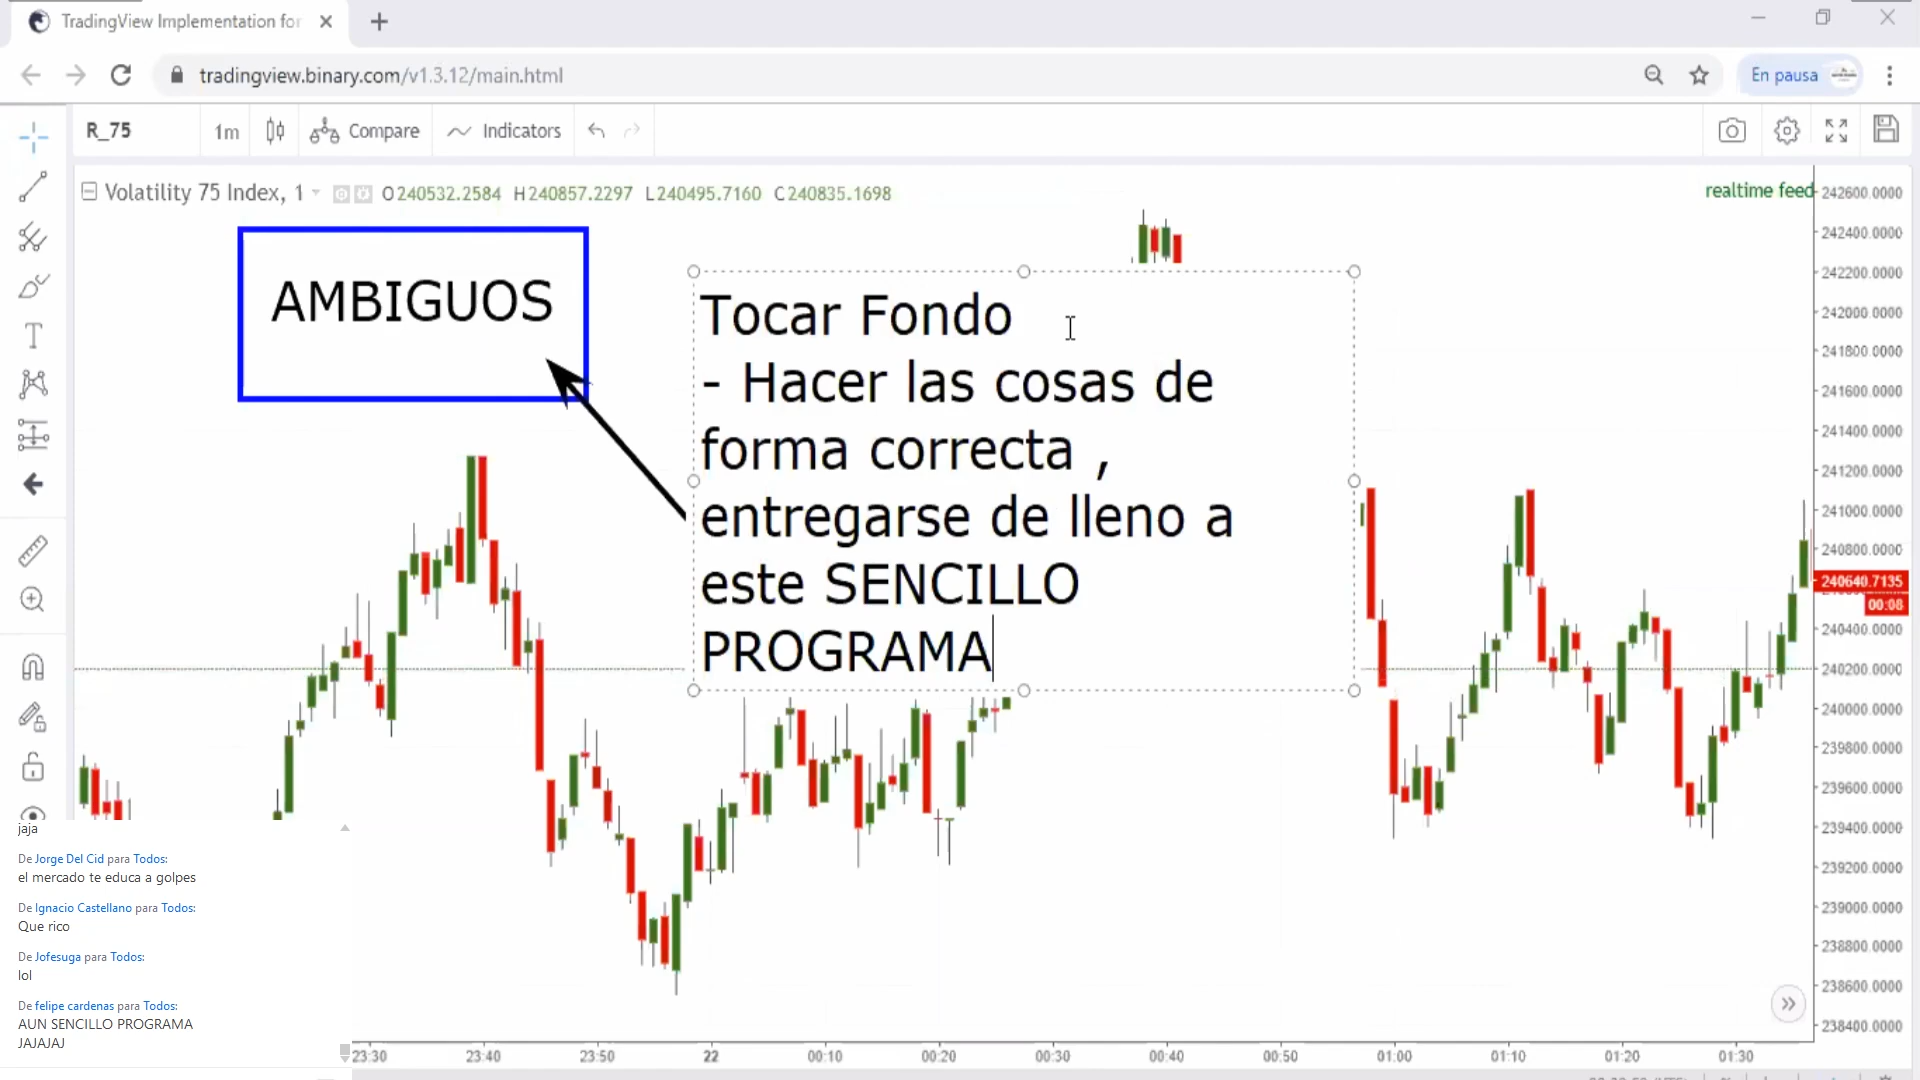 TradingView Implementation for
tradingview.binary.com/v1.3.12/main.html
En pausa
R_75
1m
Compare
Indicators
Volatility 75 Index, 1
O240532.2584 H240857.2297 L240495.7160 C240835.1698
realtime feed
AMBIGUOS
Tocar Fondo
- Hacer las cosas de
forma correcta ,
entregarse de lleno a
este SENCILLO
PROGRAMA
242600.0000
242400.0000
242200.0000
242000.0000
241800.0000
241600.0000
241400.0000
241200.0000
241000.0000
240800.0000
240640.7135
00:08
240400.0000
240200.0000
240000.0000
239800.0000
239600.0000
239400.0000
239200.0000
239000.0000
238800.0000
238600.0000
238400.0000
jaja
De Jorge Del Cid para Todos:
el mercado te educa a golpes
De Ignacio Castellano para Todos:
Que rico
De Jofesuga para Todos:
lol
De felipe cardenas para Todos:
AUN SENCILLO PROGRAMA
JAJAJAJ
23:30 23:40 23:50 22 00:10 00:20 00:30 00:40 00:50 01:00 01:10 01:20 01:30